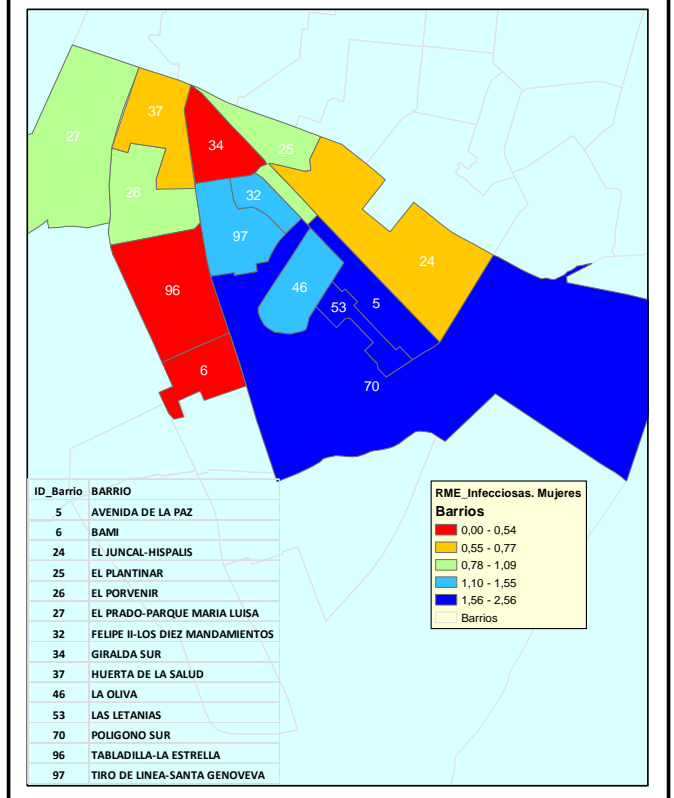 37
27
34
25
26
32
97
24
46
96
5
53
6
70
ID_Barrio BARRIO
5 AVENIDA DE LA PAZ
6 BAMI
24 EL JUNCAL-HISPALIS
25 EL PLANTINAR
26 EL PORVENIR
27 EL PRADO-PARQUE MARIA LUISA
32 FELIPE II-LOS DIEZ MANDAMIENTOS
34 GIRALDA SUR
37 HUERTA DE LA SALUD
46 LA OLIVA
53 LAS LETANIAS
70 POLIGONO SUR
96 TABLADILLA-LA ESTRELLA
97 TIRO DE LINEA-SANTA GENOVEVA
RME_Infecciosas. Mujeres
Barrios
0,00 - 0,54
0,55 - 0,77
0,78 - 1,09
1,10 - 1,55
1,56 - 2,56
Barrios